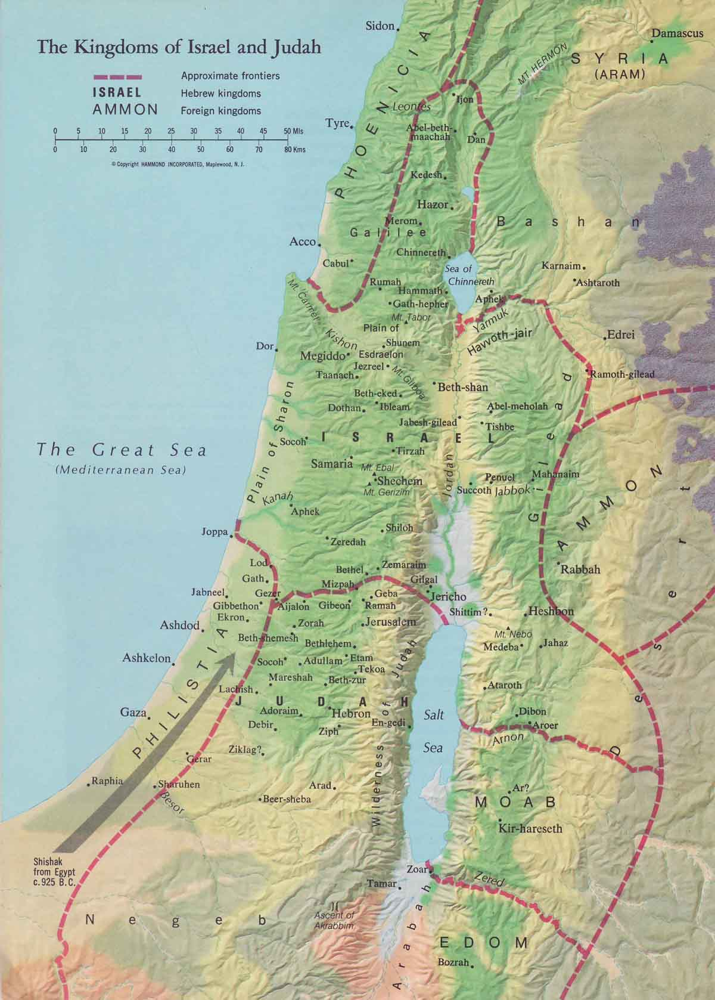 The Kingdoms of Israel and Judah
Approximate frontiers
ISRAEL Hebrew kingdoms
AMMON Foreign kingdoms
0 5 10 15 20 25 30 35 40 45 50 Mls
0 10 20 30 40 50 60 70 80 Kms
© Copyright HAMMOND INCORPORATED, Maplewood, N. J.
Sidon
Damascus
SYRIA
(ARAM)
MT. HERMON
PHOENICIA
Ijon
Leontes
Tyre
Abel-beth-
maachah
Dan
Kedesh
Hazor
Merom
Bashan
Galilee
Acco
Chinnereth
Cabul
Sea of
Chinnereth
Karnaim
Ashtaroth
Rumah
Hammath
Aphek
Gath-hepher
Mt. Carmel
Mt. Tabor
Yarmuk
Plain of
Esdraelon
Kishon
Havvoth-jair
Edrei
Shunem
Dor
Megiddo
Jezreel
Mt. Gilboa
Taanach
Ramoth-gilead
Beth-shan
Beth-eked
Ibleam
Dothan
Abel-meholah
Jabesh-gilead
Tishbe
Plain of Sharon
Socoh
ISRAEL
Gilead
The Great Sea
(Mediterranean Sea)
Tirzah
Samaria
Mt. Ebal
Shechem
Mt. Gerizim
Jordan
Penuel
Mahanaim
Succoth
Jabbok
AMMON
Kanah
Aphek
Joppa
Shiloh
Zeredah
Lod
Bethel
Zemaraim
Rabbah
Gath
Mizpah
Gilgal
Jabneel
Gezer
Geba
Jericho
Gibbethon
Aijalon
Gibeon
Ramah
Shittim?
Heshbon
Ekron
Zorah
Jerusalem
Ashdod
Beth-shemesh
Bethlehem
Mt. Nebo
Medeba
Jahaz
Ashkelon
Socoh
Adullam
Etam
Tekoa
PHILISTIA
Mareshah
Beth-zur
Lachish
Ataroth
JUDAH
Wilderness of Judah
Gaza
Adoraim
Hebron
Salt
Sea
Dibon
En-gedi
Aroer
Debir
Ziph
Arnon
Desert
Ziklag?
Gerar
Raphia
Sharuhen
Besor
Arad
Beer-sheba
Ar?
MOAB
Kir-hareseth
Shishak
from Egypt
c.925 B.C.
Zoar
Zered
Tamar
Negeb
Ascent of
Akrabbim
Arabah
EDOM
Bozrah